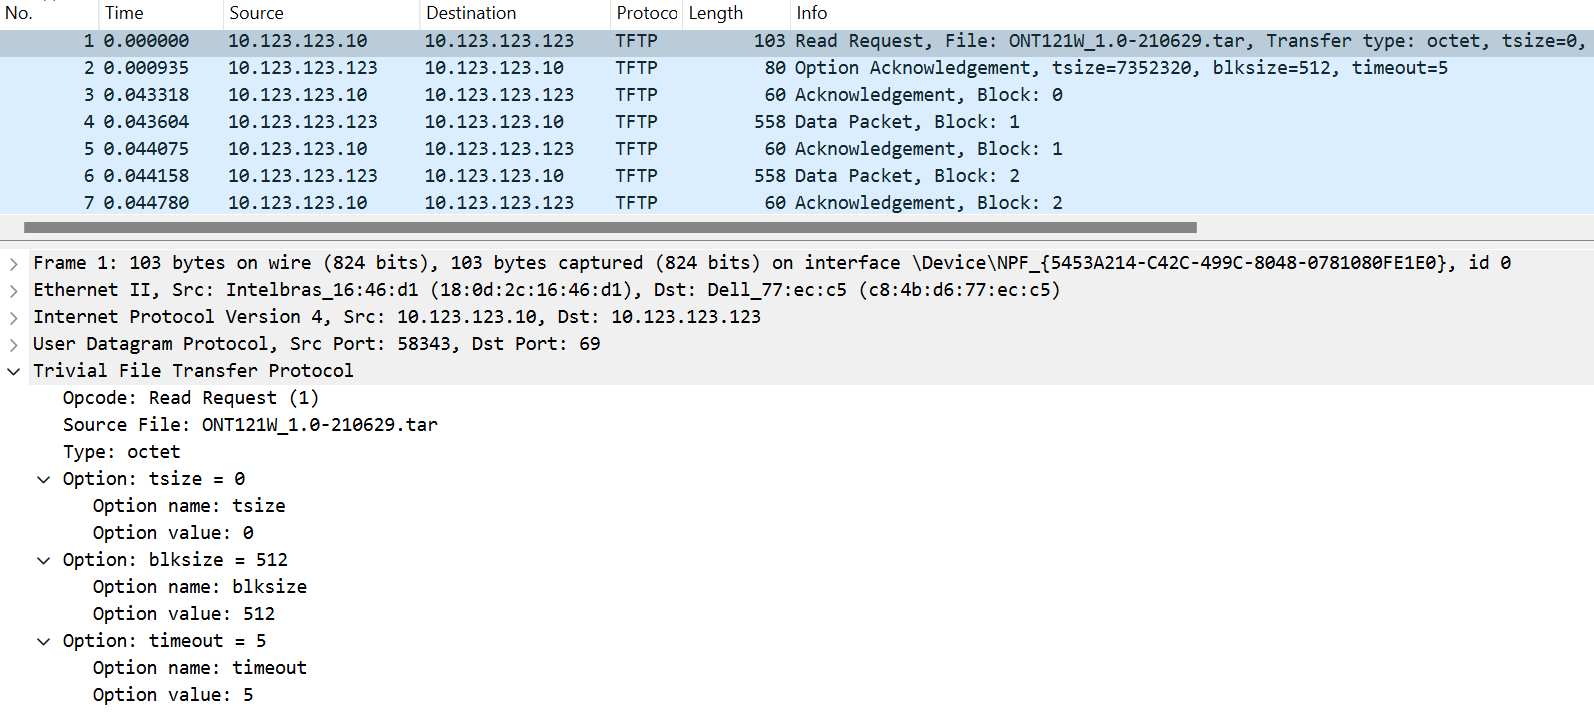 No. Time Source Destination Protoco Length Info
1 0.000000 10.123.123.10 10.123.123.123 TFTP 103 Read Request, File: ONT121W_1.0-210629.tar, Transfer type: octet, tsize=0,
2 0.000935 10.123.123.123 10.123.123.10 TFTP 80 Option Acknowledgement, tsize=7352320, blksize=512, timeout=5
3 0.043318 10.123.123.10 10.123.123.123 TFTP 60 Acknowledgement, Block: 0
4 0.043604 10.123.123.123 10.123.123.10 TFTP 558 Data Packet, Block: 1
5 0.044075 10.123.123.10 10.123.123.123 TFTP 60 Acknowledgement, Block: 1
6 0.044158 10.123.123.123 10.123.123.10 TFTP 558 Data Packet, Block: 2
7 0.044780 10.123.123.10 10.123.123.123 TFTP 60 Acknowledgement, Block: 2
Frame 1: 103 bytes on wire (824 bits), 103 bytes captured (824 bits) on interface \Device\NPF_{5453A214-C42C-499C-8048-0781080FE1E0}, id 0
Ethernet II, Src: Intelbras_16:46:d1 (18:0d:2c:16:46:d1), Dst: Dell_77:ec:c5 (c8:4b:d6:77:ec:c5)
Internet Protocol Version 4, Src: 10.123.123.10, Dst: 10.123.123.123
User Datagram Protocol, Src Port: 58343, Dst Port: 69
Trivial File Transfer Protocol
Opcode: Read Request (1)
Source File: ONT121W_1.0-210629.tar
Type: octet
Option: tsize = 0
Option name: tsize
Option value: 0
Option: blksize = 512
Option name: blksize
Option value: 512
Option: timeout = 5
Option name: timeout
Option value: 5